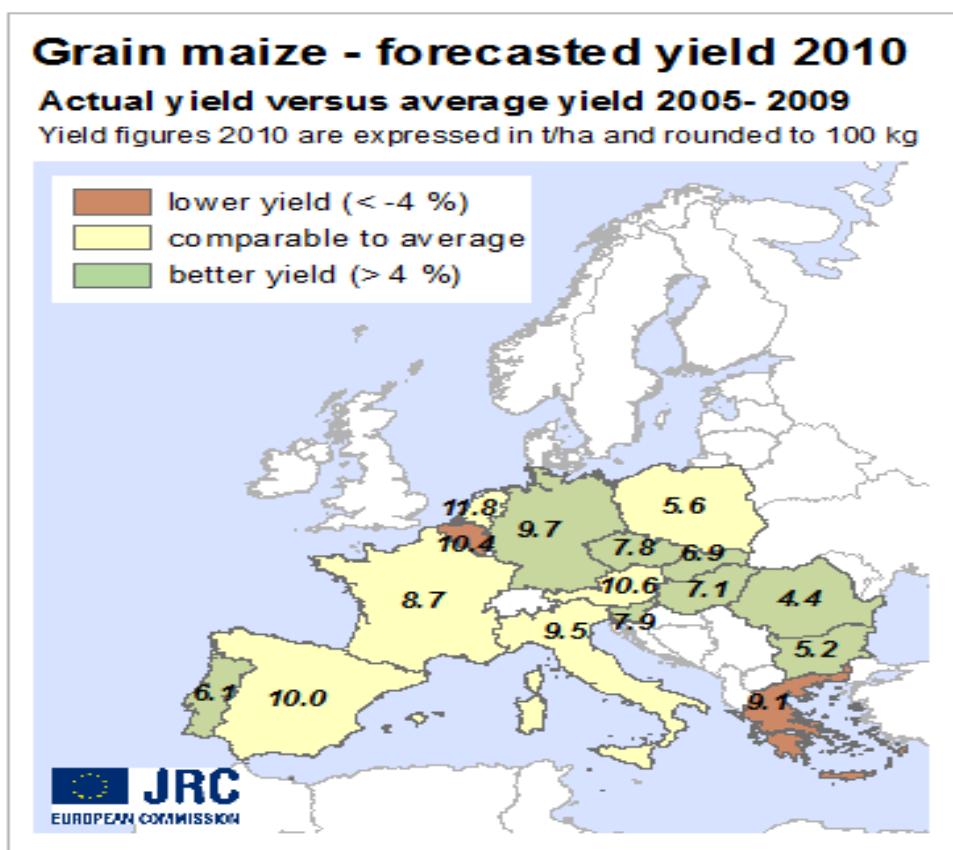 Grain maize - forecasted yield 2010
Actual yield versus average yield 2005- 2009
Yield figures 2010 are expressed in t/ha and rounded to 100 kg
lower yield (< -4 %)
comparable to average
better yield (> 4 %)
11.8
9.7
5.6
10.4
7.8
6.9
8.7
10.6
7.1
4.4
9.5
7.9
5.2
6.1
10.0
9.1
JRC
EUROPEAN COMMISSION